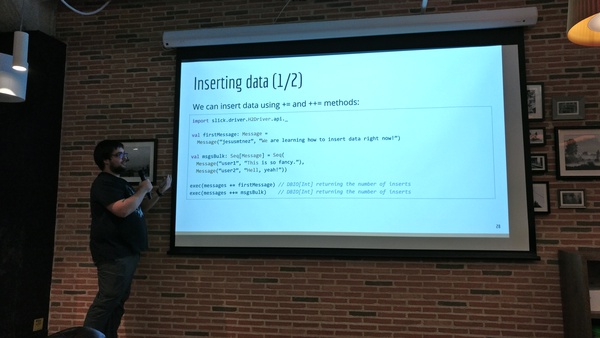 Inserting data (1/2)
We can insert data using += and ++= methods:
import slick.driver.H2Driver.api._
val firstMessage: Message =
Message("jesusetnez", "We are learning how to insert data right now!")
val msgsBulk: Seq[Message] = Seq(
Message("user1", "This is so fancy."),
Message("user2", "Hell, yeah!"))
exec(messages += firstMessage) // DBIO[Int] returning the number of inserts
exec(messages ++= msgsBulk) // DBIO[Int] returning the number of inserts